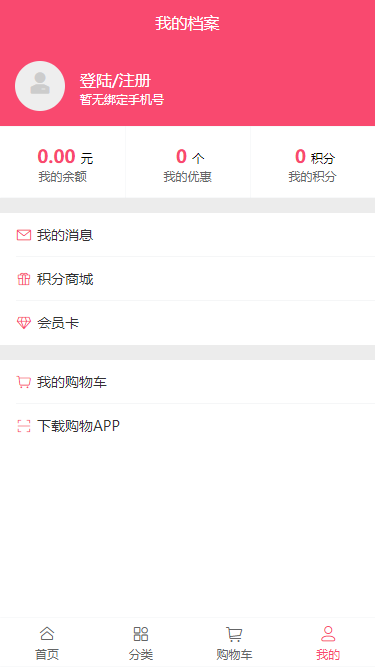 我的档案
登陆/注册
暂无绑定手机号
0.00 元 0 个 0 积分
我的余额 我的优惠 我的积分
我的消息
积分商城
会员卡
我的购物车
下载购物APP
首页 分类 购物车 我的